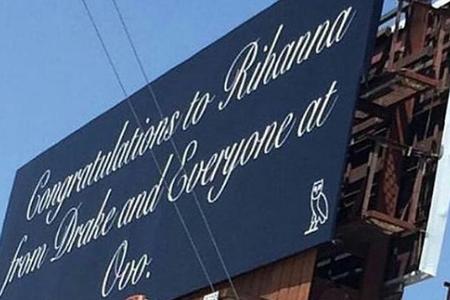 Congratulations to Rihanna
from Drake and Everyone at
Ovo.